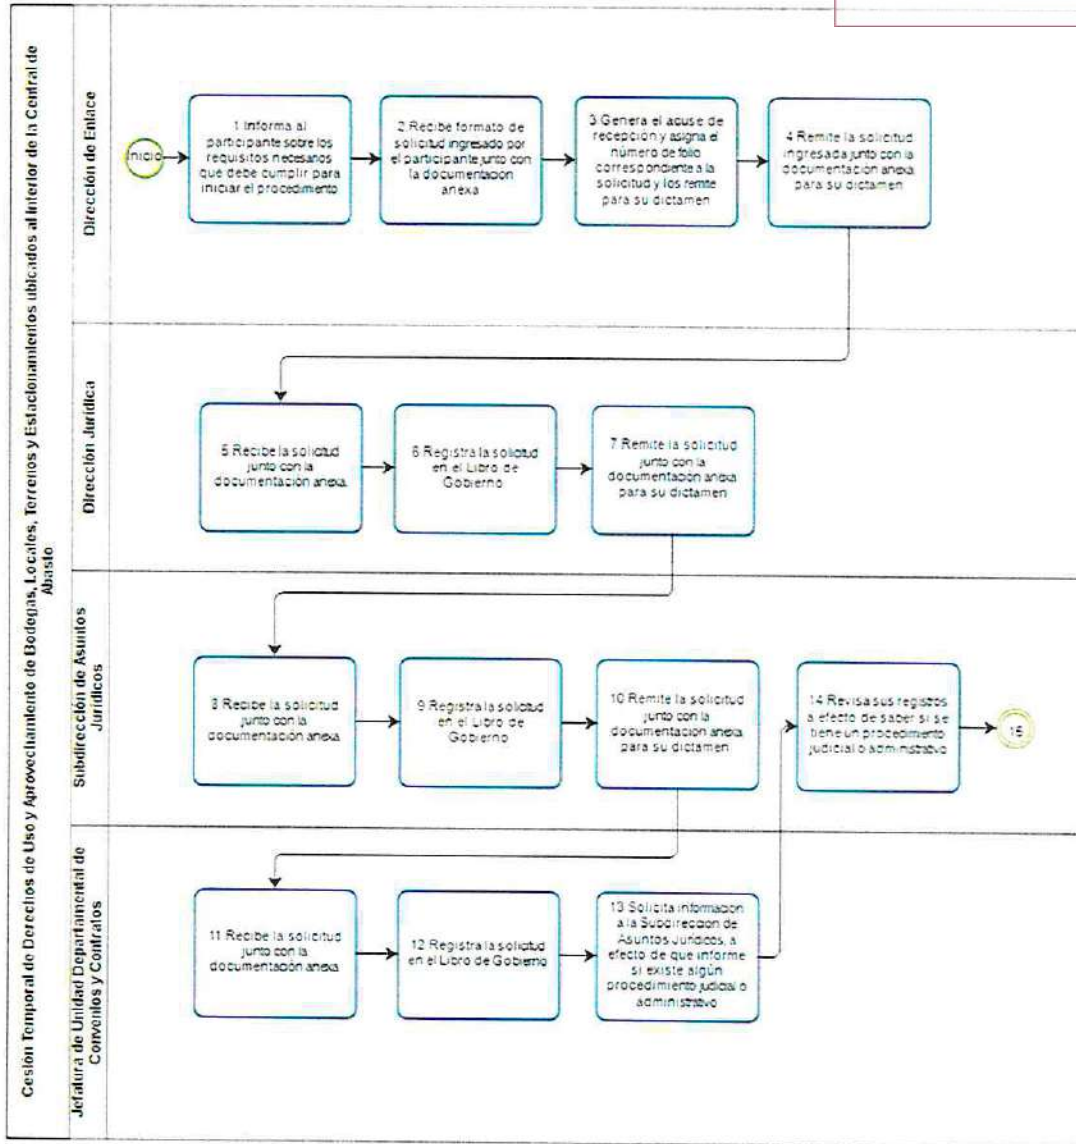 Cesión Temporal de Derechos de Uso y Aprovechamiento de Bodegas, Locales, Terrenos y Estacionamientos ubicados al Interior de la Central de
Abasto
Dirección de Enlace
Inicio
1 Informa al
participante sobre los
requisitos necesarios
que debe cumplir para
iniciar el procedimiento
2 Recibe formato de
solicitud ingresado por
el participante junto con
la documentación
anexa
3 Genera el acuse de
recepción y asigna el
número de folio
correspondiente a la
solicitud y los remite
para su dictamen
4 Remite la solicitud
ingresada junto con la
documentación anexa
para su dictamen
Dirección Jurídica
5 Recibe la solicitud
junto con la
documentación anexa.
6 Registra la solicitud
en el Libro de
Gobierno
7 Remite la solicitud
junto con la
documentación anexa
para su dictamen
Subdirección de Asuntos
Jurídicos
8 Recibe la solicitud
junto con la
documentación anexa
9 Registra la solicitud
en el Libro de
Gobierno
10 Remite la solicitud
junto con la
documentación anexa
para su dictamen
14 Revisa sus registros
a efecto de saber si se
tiene un procedimiento
judicial o administrativo
15
Jefatura de Unidad Departamental de
Convenios y Contratos
11 Recibe la solicitud
junto con la
documentación anexa
12 Registra la solicitud
en el Libro de Gobierno
13 Solicita información
a la Subdirección de
Asuntos Jurídicos, a
efecto de que informe
si existe algún
procedimiento judicial o
administrativo